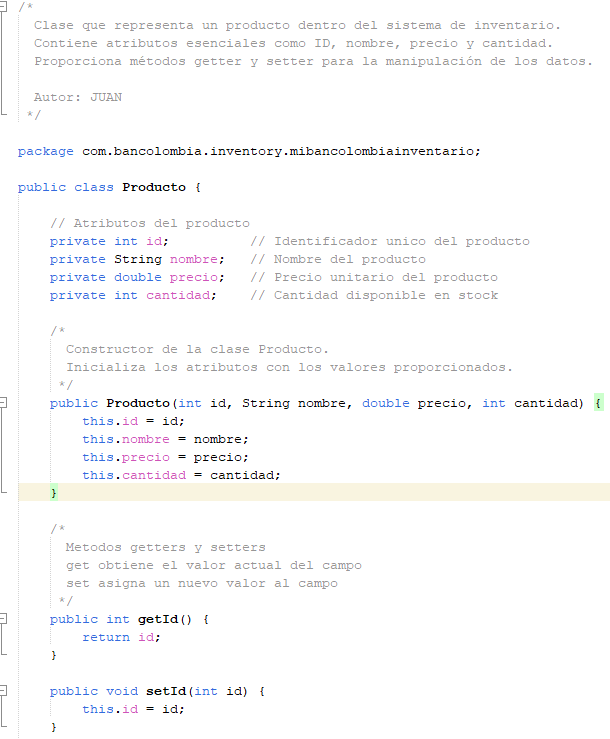 /*
  Clase que representa un producto dentro del sistema de inventario.
  Contiene atributos esenciales como ID, nombre, precio y cantidad.
  Proporciona métodos getter y setter para la manipulación de los datos.

  Autor: JUAN
 */

package com.bancolombia.inventory.mibancolombiainventario;

public class Producto {

    // Atributos del producto
    private int id;          // Identificador unico del producto
    private String nombre;   // Nombre del producto
    private double precio;   // Precio unitario del producto
    private int cantidad;    // Cantidad disponible en stock

    /*
      Constructor de la clase Producto.
      Inicializa los atributos con los valores proporcionados.
     */
    public Producto(int id, String nombre, double precio, int cantidad) {
        this.id = id;
        this.nombre = nombre;
        this.precio = precio;
        this.cantidad = cantidad;
    }

    /*
      Metodos getters y setters
      get obtiene el valor actual del campo
      set asigna un nuevo valor al campo
     */
    public int getId() {
        return id;
    }

    public void setId(int id) {
        this.id = id;
    }